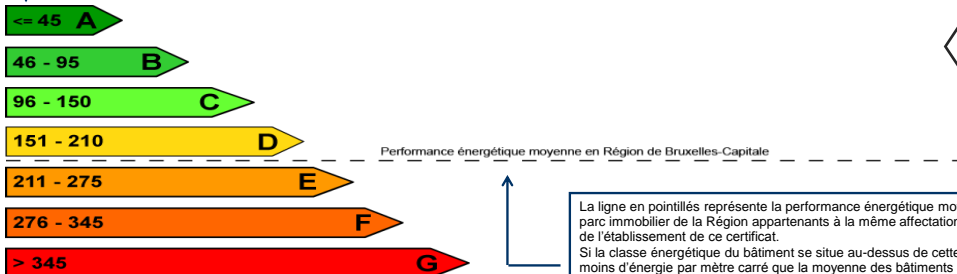 <= 45 A
46 - 95 B
96 - 150 C
151 - 210 D
Performance énergétique moyenne en Région de Bruxelles-Capitale
211 - 275 E
276 - 345 F
> 345 G
La ligne en pointillés représente la performance énergétique
parc immobilier de la Région appartenants à la même affectation
de l'établissement de ce certificat.
Si la classe énergétique du bâtiment se situe au-dessus de cette
moins d'énergie par mètre carré que la moyenne des bâtiments